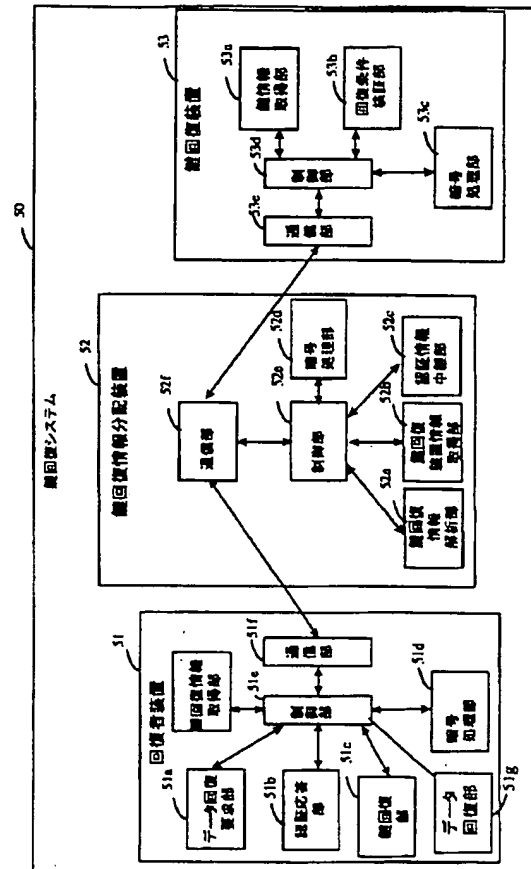 50
鍵回復システム
51
回復者装置
51a
データ回復
要求部
鍵回復情報
取得部
51b
認証応答
部
51c
鍵回復
部
51e
制御部
51f
通信
部
51d
暗号
処理部
51g
データ
回復部
52
鍵回復情報分配装置
52f
通信部
52e
制御部
52d
暗号
処理部
52a
鍵回復
情報
解析部
52b
鍵回復
装置情報
取得部
52c
認証情報
中継部
53
鍵回復装置
53e
通信
部
53d
制御部
53a
鍵情報
取得部
53b
回復条件
検証部
53c
暗号
処理部